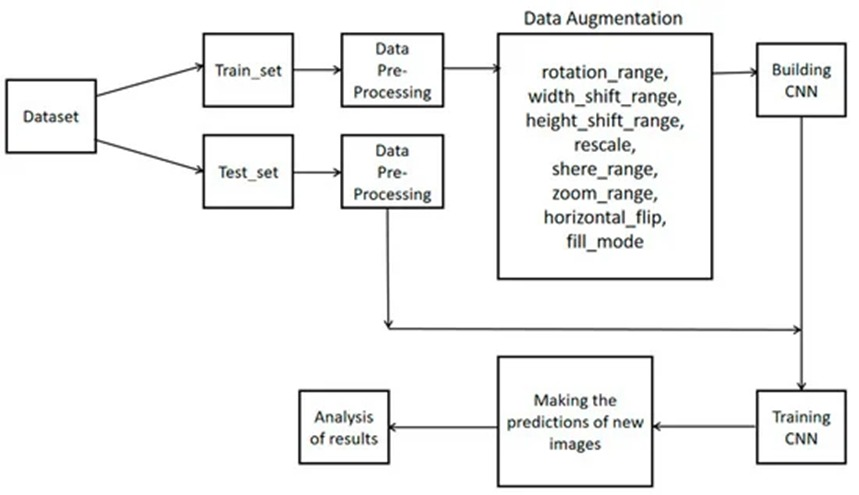 Data Augmentation
Dataset
Train_set
Data
Pre-
Processing
rotation_range,
width_shift_range,
height_shift_range,
rescale,
shere_range,
zoom_range,
horizontal_flip,
fill_mode
Building
CNN
Test_set
Data
Pre-
Processing
Analysis
of results
Making the
predictions of new
images
Training
CNN